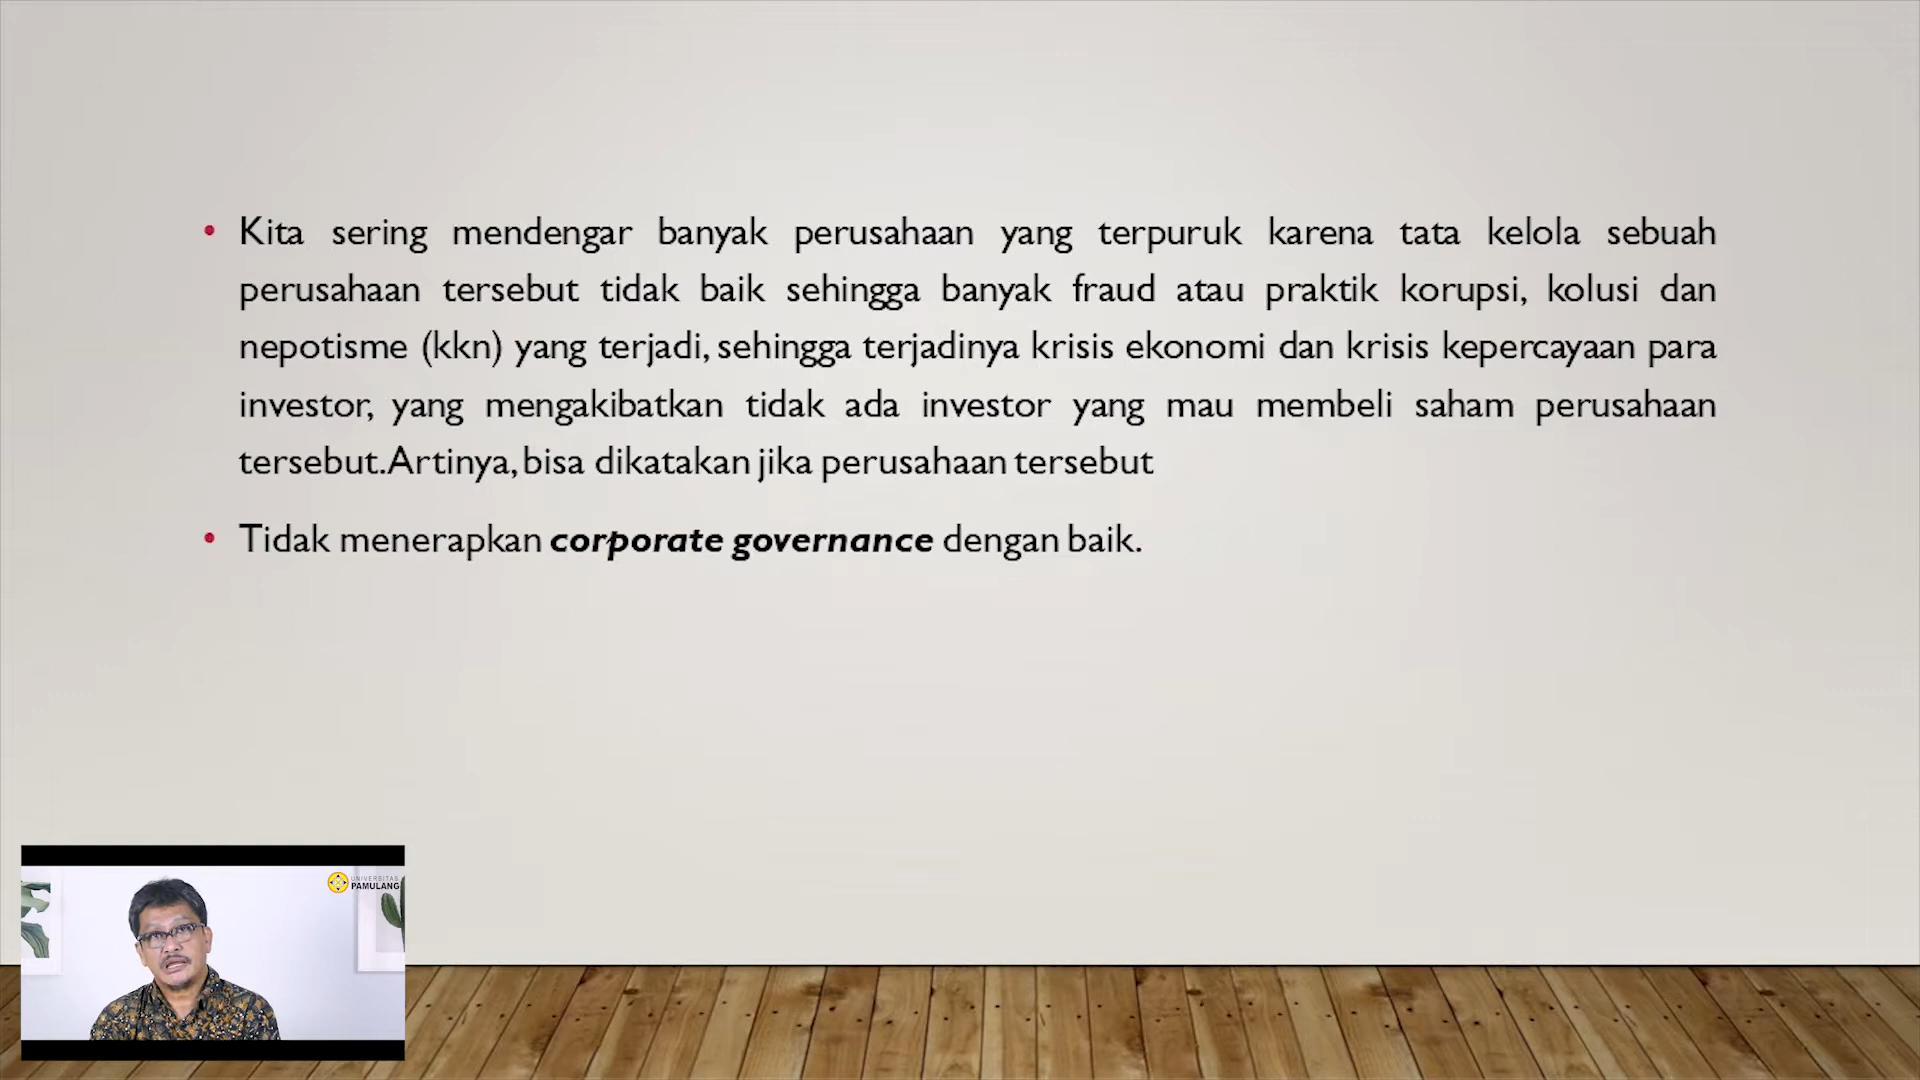 • Kita sering mendengar banyak perusahaan yang terpuruk karena tata kelola sebuah
perusahaan tersebut tidak baik sehingga banyak fraud atau praktik korupsi, kolusi dan
nepotisme (kkn) yang terjadi, sehingga terjadinya krisis ekonomi dan krisis kepercayaan para
investor, yang mengakibatkan tidak ada investor yang mau membeli saham perusahaan
tersebut. Artinya, bisa dikatakan jika perusahaan tersebut
• Tidak menerapkan corporate governance dengan baik.
UNIVERSITAS
PAMULANG